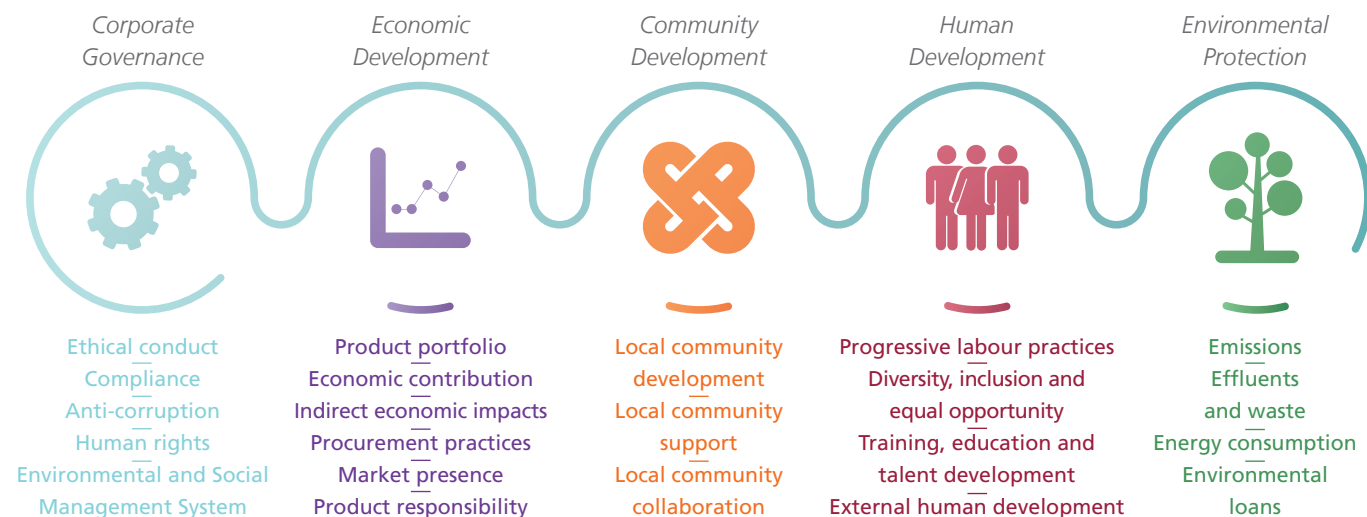 Corporate
Governance
Economic
Development
Community
Development
Human
Development
Environmental
Protection
Ethical conduct
Compliance
Anti-corruption
Human rights
Environmental and Social
Management System
Product portfolio
Economic contribution
Indirect economic impacts
Procurement practices
Market presence
Product responsibility
Local community
development
Local community
support
Local community
collaboration
Progressive labour practices
Diversity, inclusion and
equal opportunity
Training, education and
talent development
External human development
Emissions
Effluents
and waste
Energy consumption
Environmental
loans